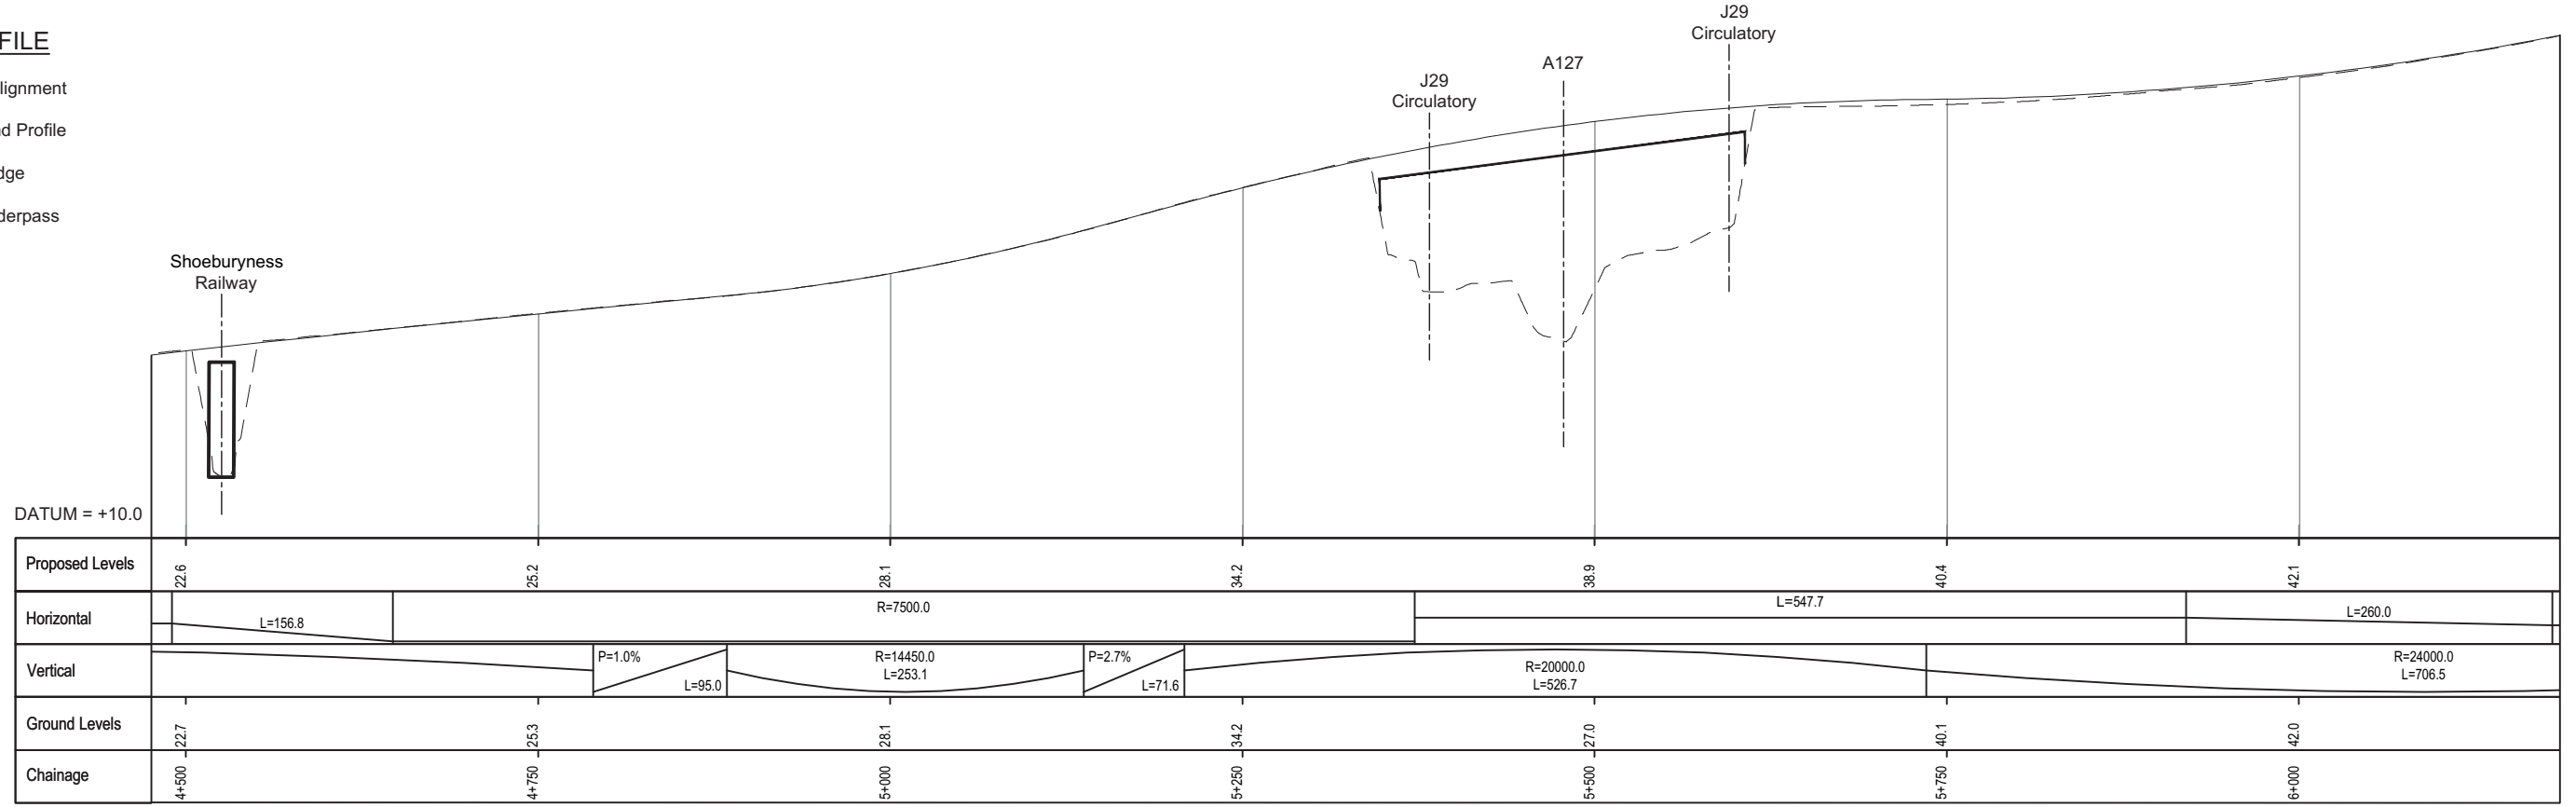 FILE
lignment
d Profile
dge
derpass
Shoeburyness
Railway
J29
Circulatory
A127
J29
Circulatory
DATUM = +10.0
Proposed Levels 22.6 25.2 28.1 34.2 38.9 40.4 42.1
Horizontal L=156.8 R=7500.0 L=547.7 L=260.0
Vertical P=1.0% L=95.0 R=14450.0 L=253.1 P=2.7% L=71.6 R=20000.0 L=526.7 R=24000.0 L=706.5
Ground Levels 22.7 25.3 28.1 34.2 27.0 40.1 42.0
Chainage 4+500 4+750 5+000 5+250 5+500 5+750 6+000